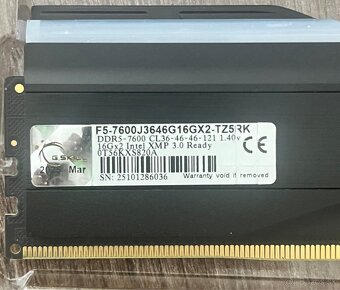 F5-7600J3646G16GX2-TZ5RK
DDR5-7600 CL36-46-46-121 1.40v
16Gx2 Intel XMP 3.0 Ready
0T56KXS820A
G.SKILL
Mar
SN: 25101286036
Warranty void if removed
CE